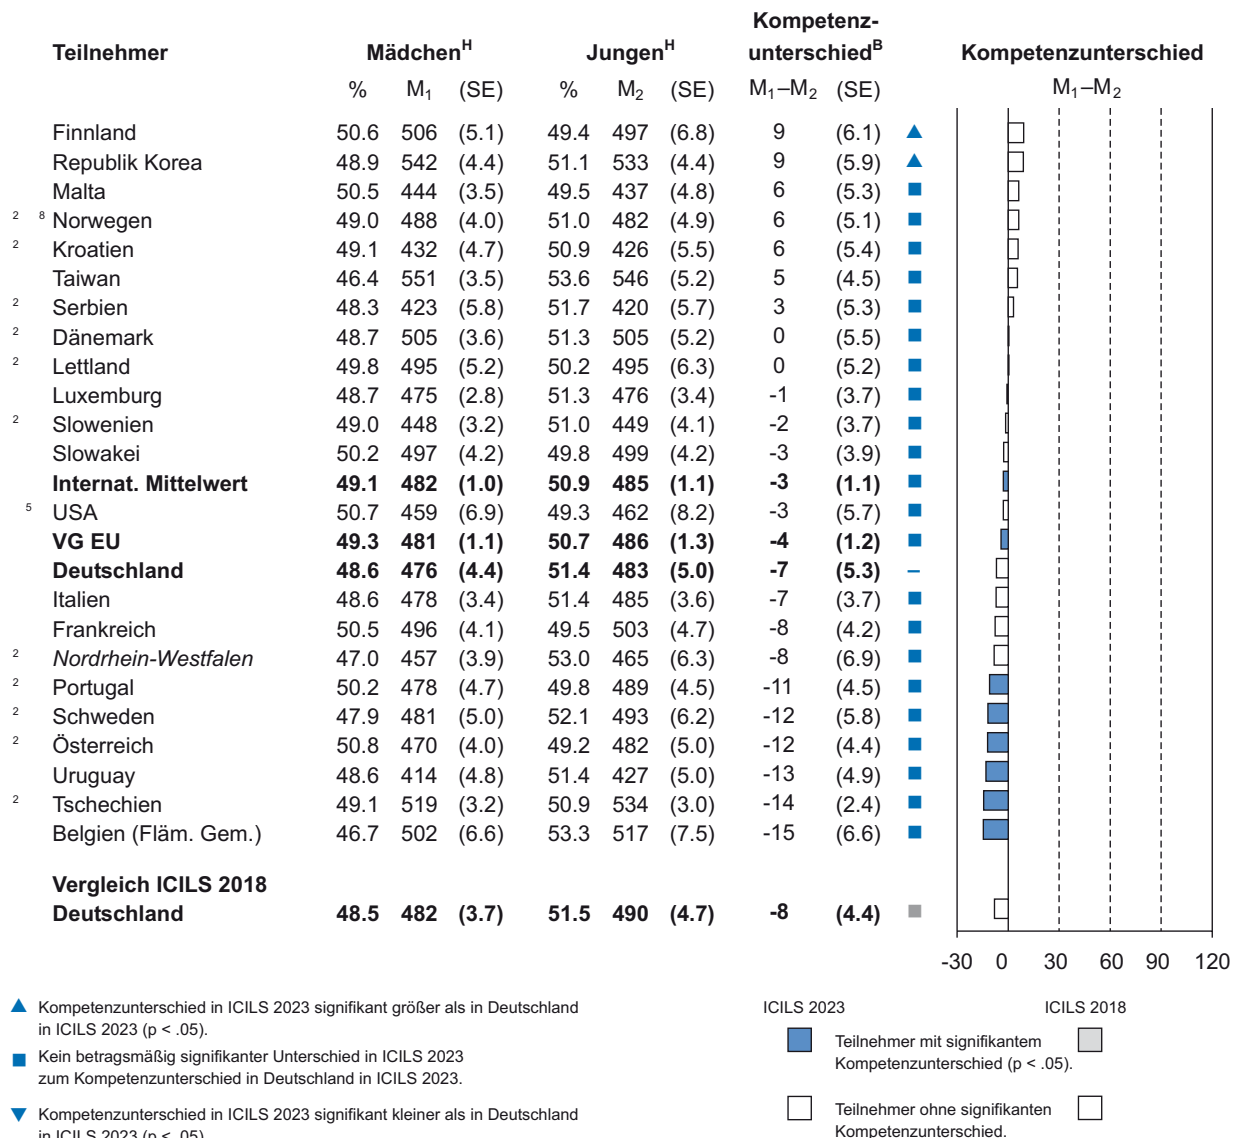 Kompetenz-
Teilnehmer Mädchen^H Jungen^H unterschied^B Kompetenzunterschied
% M₁ (SE) % M₂ (SE) M₁–M₂ (SE) M₁–M₂
Finnland 50.6 506 (5.1) 49.4 497 (6.8) 9 (6.1) ▲
Republik Korea 48.9 542 (4.4) 51.1 533 (4.4) 9 (5.9) ▲
Malta 50.5 444 (3.5) 49.5 437 (4.8) 6 (5.3) ■
2 8 Norwegen 49.0 488 (4.0) 51.0 482 (4.9) 6 (5.1) ■
2 Kroatien 49.1 432 (4.7) 50.9 426 (5.5) 6 (5.4) ■
Taiwan 46.4 551 (3.5) 53.6 546 (5.2) 5 (4.5) ■
2 Serbien 48.3 423 (5.8) 51.7 420 (5.7) 3 (5.3) ■
2 Dänemark 48.7 505 (3.6) 51.3 505 (5.2) 0 (5.5) ■
2 Lettland 49.8 495 (5.2) 50.2 495 (6.3) 0 (5.2) ■
Luxemburg 48.7 475 (2.8) 51.3 476 (3.4) -1 (3.7) ■
2 Slowenien 49.0 448 (3.2) 51.0 449 (4.1) -2 (3.7) ■
Slowakei 50.2 497 (4.2) 49.8 499 (4.2) -3 (3.9) ■
Internat. Mittelwert 49.1 482 (1.0) 50.9 485 (1.1) -3 (1.1) ■
5 USA 50.7 459 (6.9) 49.3 462 (8.2) -3 (5.7) ■
VG EU 49.3 481 (1.1) 50.7 486 (1.3) -4 (1.2) ■
Deutschland 48.6 476 (4.4) 51.4 483 (5.0) -7 (5.3) –
Italien 48.6 478 (3.4) 51.4 485 (3.6) -7 (3.7) ■
Frankreich 50.5 496 (4.1) 49.5 503 (4.7) -8 (4.2) ■
2 Nordrhein-Westfalen 47.0 457 (3.9) 53.0 465 (6.3) -8 (6.9) ■
2 Portugal 50.2 478 (4.7) 49.8 489 (4.5) -11 (4.5) ■
2 Schweden 47.9 481 (5.0) 52.1 493 (6.2) -12 (5.8) ■
2 Österreich 50.8 470 (4.0) 49.2 482 (5.0) -12 (4.4) ■
Uruguay 48.6 414 (4.8) 51.4 427 (5.0) -13 (4.9) ■
2 Tschechien 49.1 519 (3.2) 50.9 534 (3.0) -14 (2.4) ■
Belgien (Fläm. Gem.) 46.7 502 (6.6) 53.3 517 (7.5) -15 (6.6) ■
Vergleich ICILS 2018
Deutschland 48.5 482 (3.7) 51.5 490 (4.7) -8 (4.4) ■
-30 0 30 60 90 120
▲ Kompetenzunterschied in ICILS 2023 signifikant größer als in Deutschland
in ICILS 2023 (p < .05).
■ Kein betragsmäßig signifikanter Unterschied in ICILS 2023
zum Kompetenzunterschied in Deutschland in ICILS 2023.
▼ Kompetenzunterschied in ICILS 2023 signifikant kleiner als in Deutschland
in ICILS 2023 (p < .05)
ICILS 2023 ICILS 2018
Teilnehmer mit signifikantem
Kompetenzunterschied (p < .05).
Teilnehmer ohne signifikanten
Kompetenzunterschied.